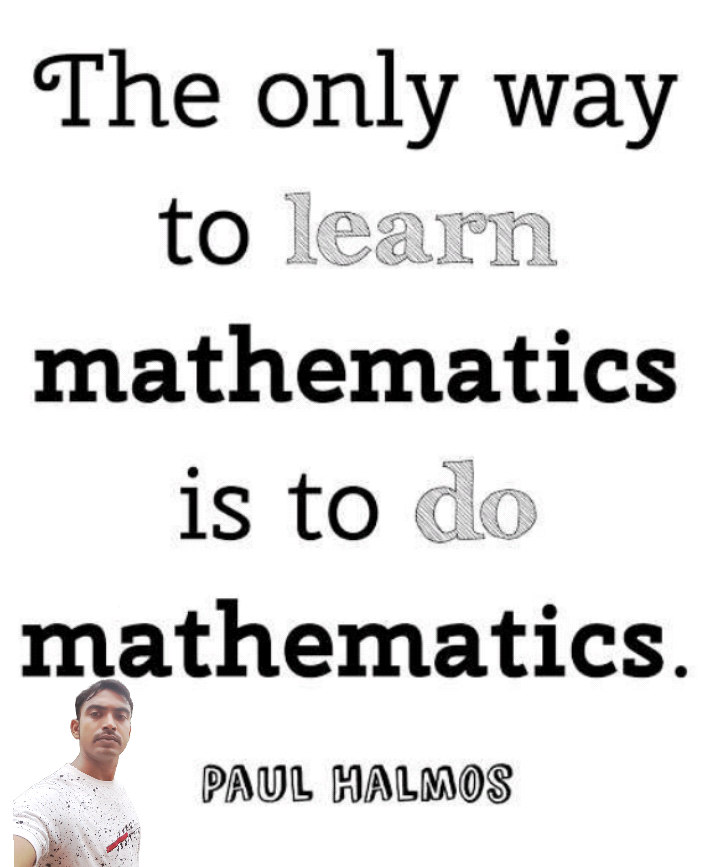 The only way
to learn
mathematics
is to do
mathematics.
PAUL HALMOS